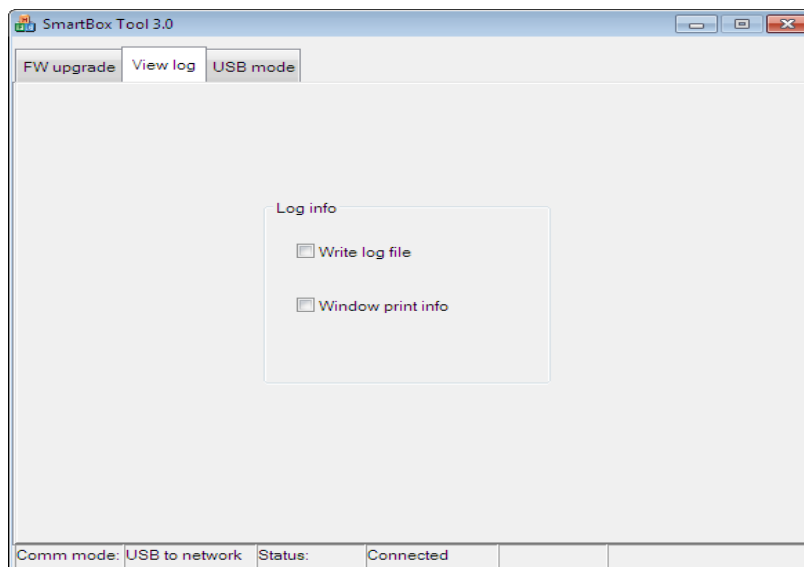 SmartBox Tool 3.0
FW upgrade View log USB mode
Log info
Write log file
Window print info
Comm mode: USB to network Status: Connected